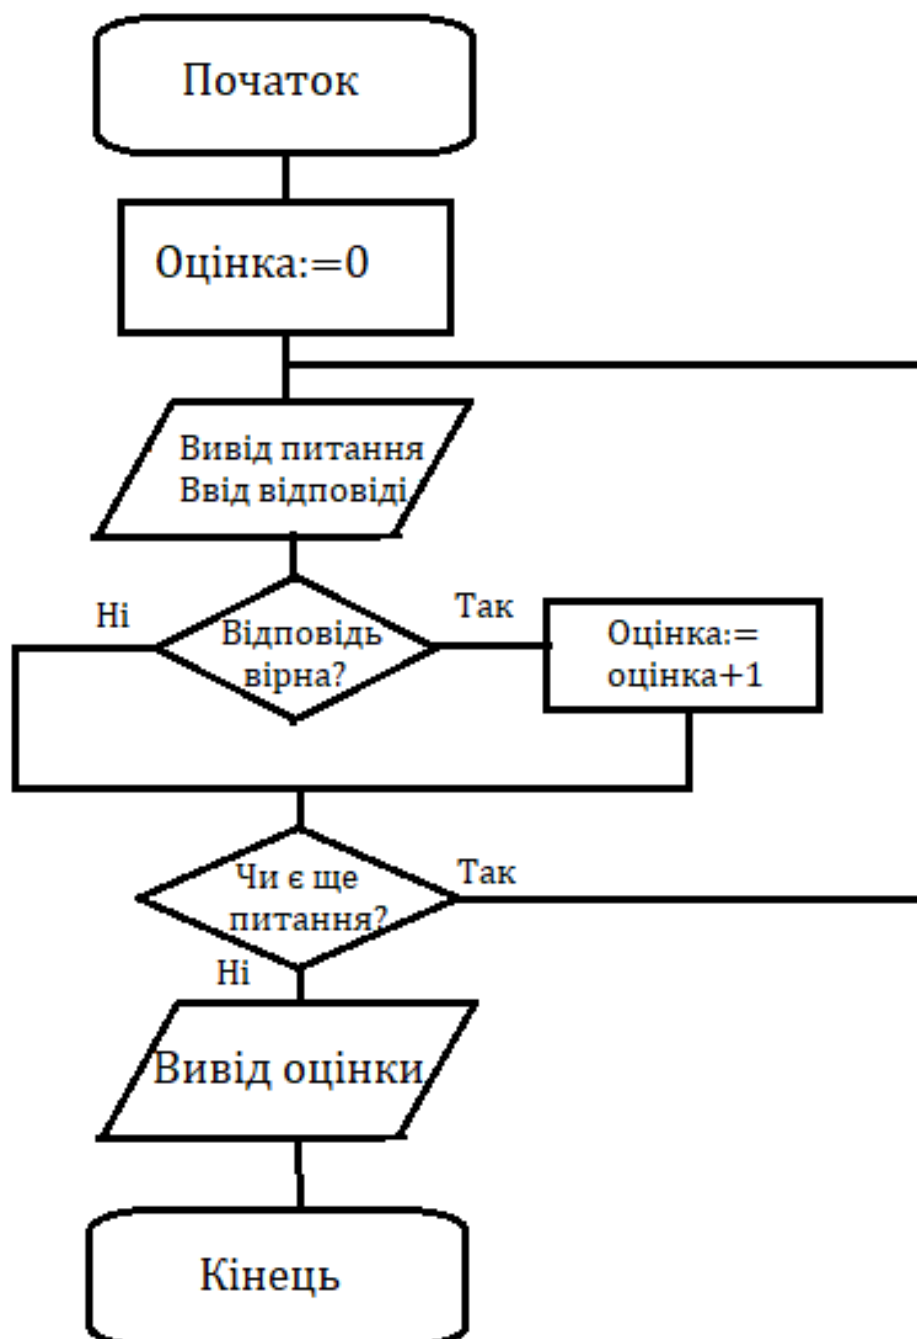 Початок
Оцінка:=0
Вивід питання
Ввід відповіді
Ні
Відповідь
вірна?
Так
Оцінка:=
оцінка+1
Чи є ще
питання?
Так
Ні
Вивід оцінки
Кінець